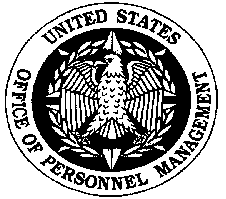 UNITED STATES
OFFICE OF PERSONNEL MANAGEMENT